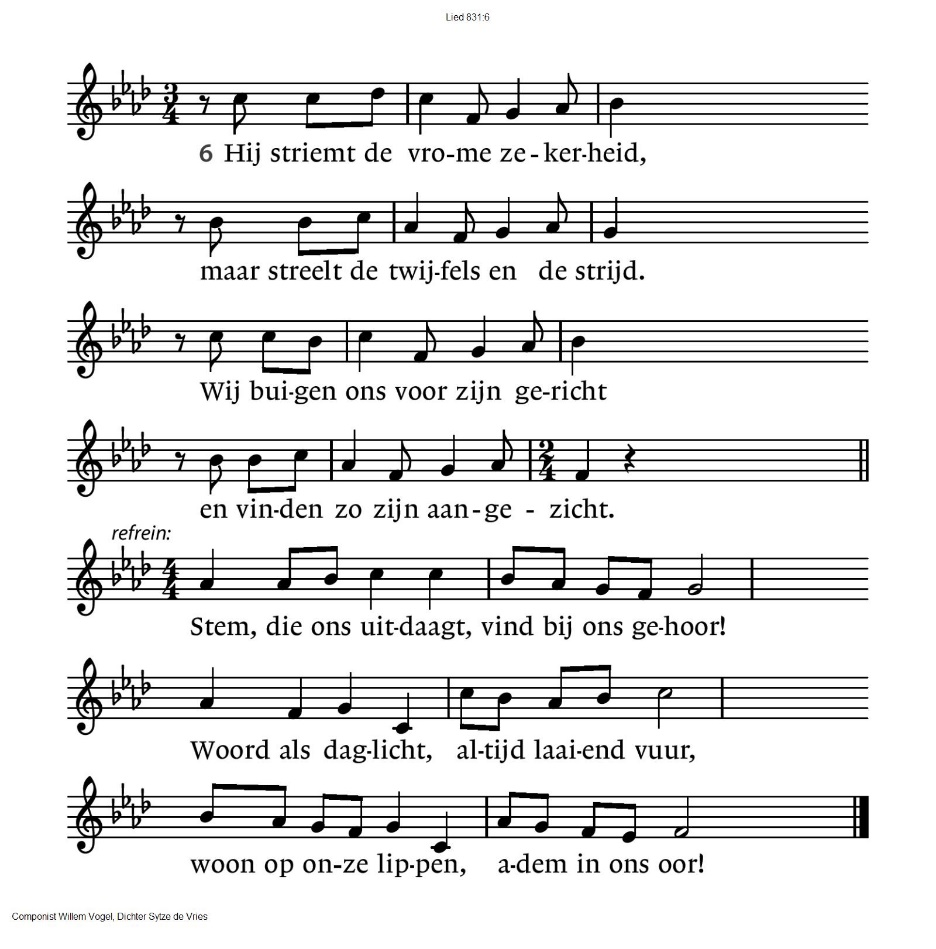 Lied 831:6
6 Hij striemt de vro-me ze-ker-heid,
maar streelt de twij-fels en de strijd.
Wij bui-gen ons voor zijn ge-richt
en vin-den zo zijn aan-ge - zicht.
refrein:
Stem, die ons uit-daagt, vind bij ons ge-hoor!
Woord als dag-licht, al-tijd laai-end vuur,
woon op on-ze lip-pen, a-dem in ons oor!
Componist Willem Vogel, Dichter Sytze de Vries